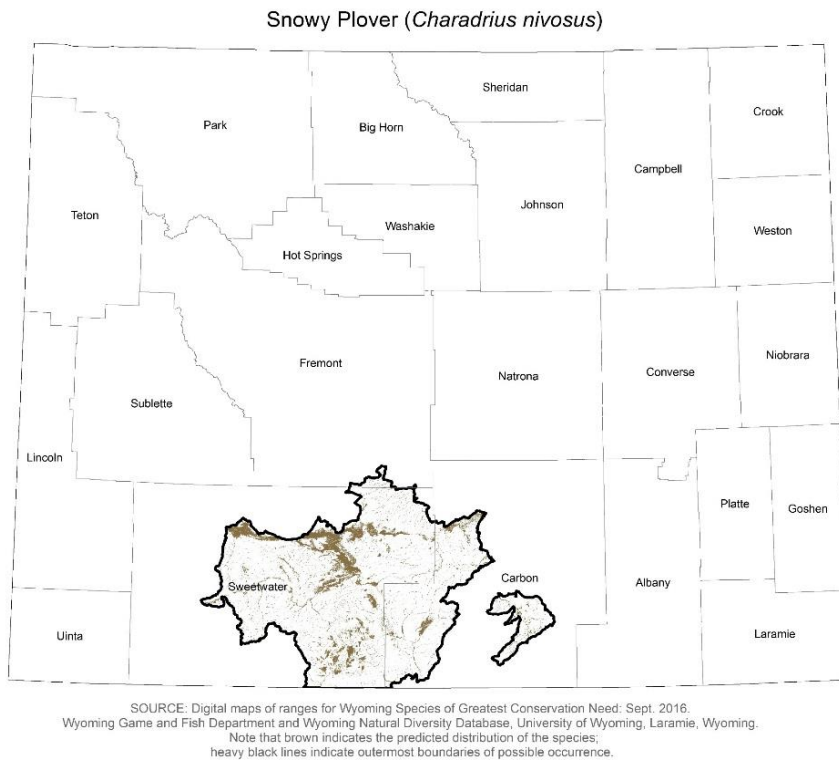 Snowy Plover (Charadrius nivosus)
Sheridan
Crook
Park
Big Horn
Campbell
Johnson
Teton
Washakie
Weston
Hot Springs
Fremont
Niobrara
Natrona
Converse
Sublette
Lincoln
Platte
Goshen
Sweetwater
Carbon
Albany
Uinta
Laramie
SOURCE: Digital maps of ranges for Wyoming Species of Greatest Conservation Need: Sept. 2016.
Wyoming Game and Fish Department and Wyoming Natural Diversity Database, University of Wyoming, Laramie, Wyoming.
Note that brown indicates the predicted distribution of the species;
heavy black lines indicate outermost boundaries of possible occurrence.